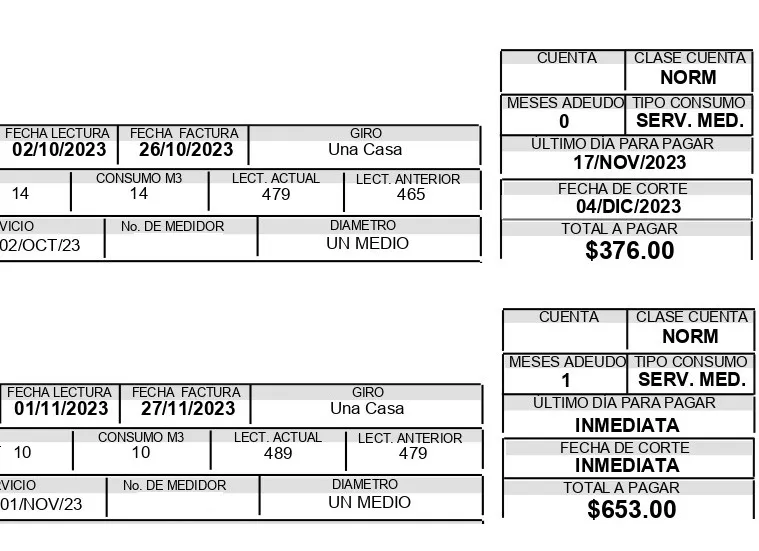 CUENTA CLASE CUENTA
NORM
MESES ADEUDO TIPO CONSUMO
0 SERV. MED.
FECHA LECTURA FECHA FACTURA GIRO
02/10/2023 26/10/2023 Una Casa
ÚLTIMO DÍA PARA PAGAR
17/NOV/2023
CONSUMO M3 LECT. ACTUAL LECT. ANTERIOR
14 14 479 465
FECHA DE CORTE
04/DIC/2023
VICIO No. DE MEDIDOR DIAMETRO
02/OCT/23 UN MEDIO
TOTAL A PAGAR
$376.00
CUENTA CLASE CUENTA
NORM
MESES ADEUDO TIPO CONSUMO
1 SERV. MED.
FECHA LECTURA FECHA FACTURA GIRO
01/11/2023 27/11/2023 Una Casa
ÚLTIMO DÍA PARA PAGAR
INMEDIATA
CONSUMO M3 LECT. ACTUAL LECT. ANTERIOR
10 10 489 479
FECHA DE CORTE
INMEDIATA
VICIO No. DE MEDIDOR DIAMETRO
01/NOV/23 UN MEDIO
TOTAL A PAGAR
$653.00